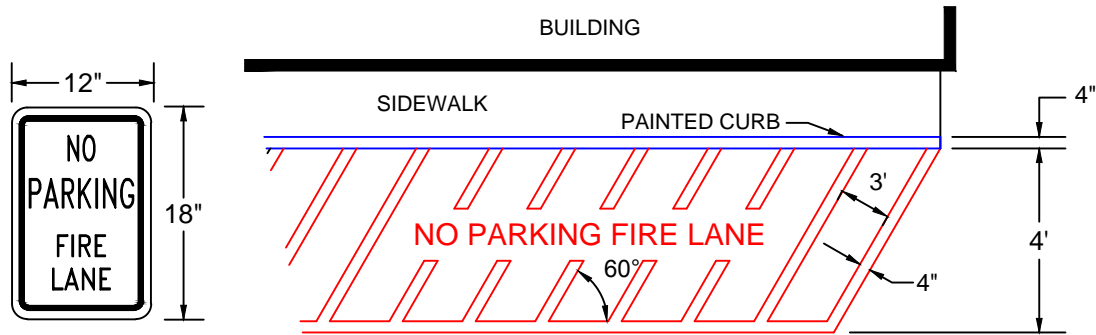 12"
NO
PARKING
FIRE
LANE
18"
BUILDING
SIDEWALK
PAINTED CURB
4"
3'
NO PARKING FIRE LANE
4'
60°
4"